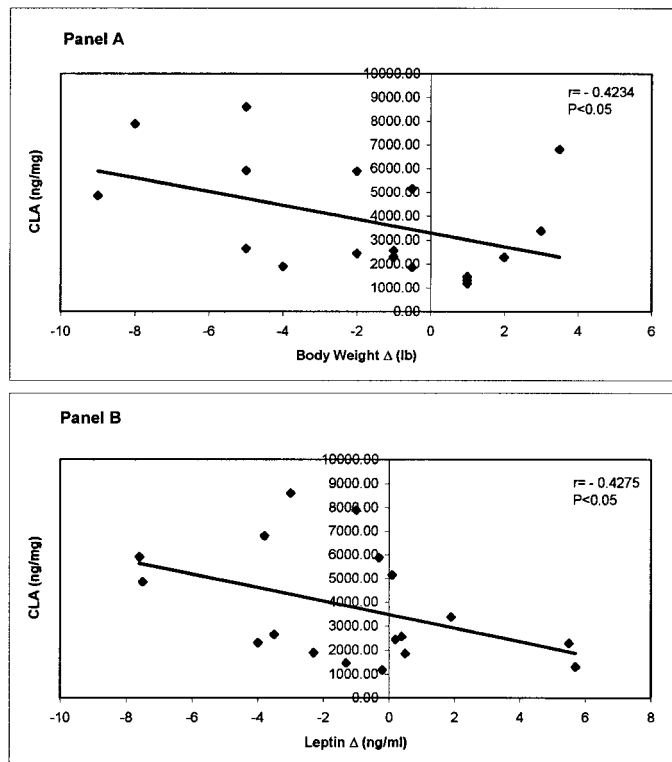 Panel A
10000.00
9000.00
8000.00
7000.00
6000.00
5000.00
4000.00
3000.00
2000.00
1000.00
0.00
r= - 0.4234
P<0.05
CLA (ng/mg)
-10 -8 -6 -4 -2 0 2 4 6
Body Weight Δ (lb)
Panel B
10000.00
9000.00
8000.00
7000.00
6000.00
5000.00
4000.00
3000.00
2000.00
1000.00
0.00
r= - 0.4275
P<0.05
CLA (ng/mg)
-10 -8 -6 -4 -2 0 2 4 6 8
Leptin Δ (ng/ml)